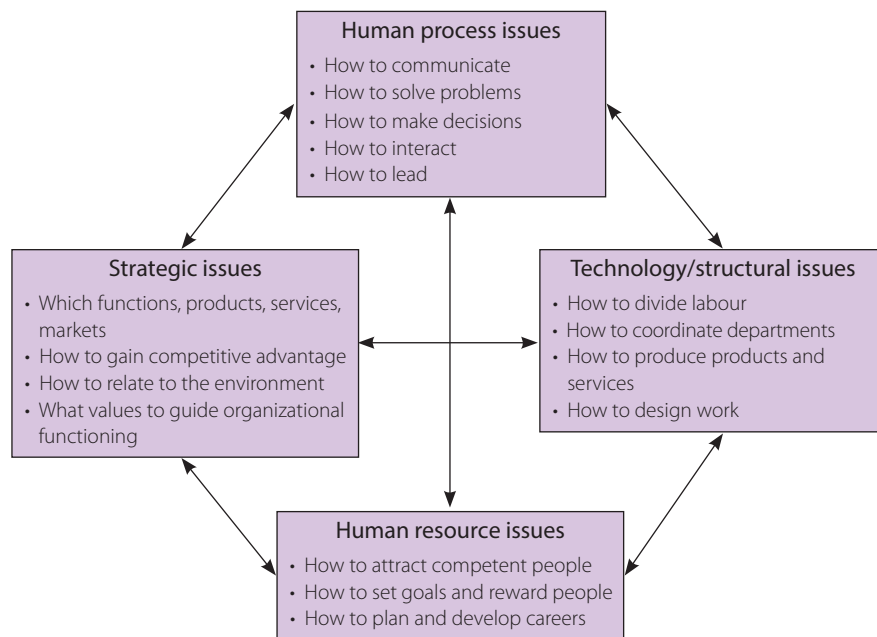 Human process issues
• How to communicate
• How to solve problems
• How to make decisions
• How to interact
• How to lead
Strategic issues
• Which functions, products, services,
markets
• How to gain competitive advantage
• How to relate to the environment
• What values to guide organizational
functioning
Technology/structural issues
• How to divide labour
• How to coordinate departments
• How to produce products and
services
• How to design work
Human resource issues
• How to attract competent people
• How to set goals and reward people
• How to plan and develop careers